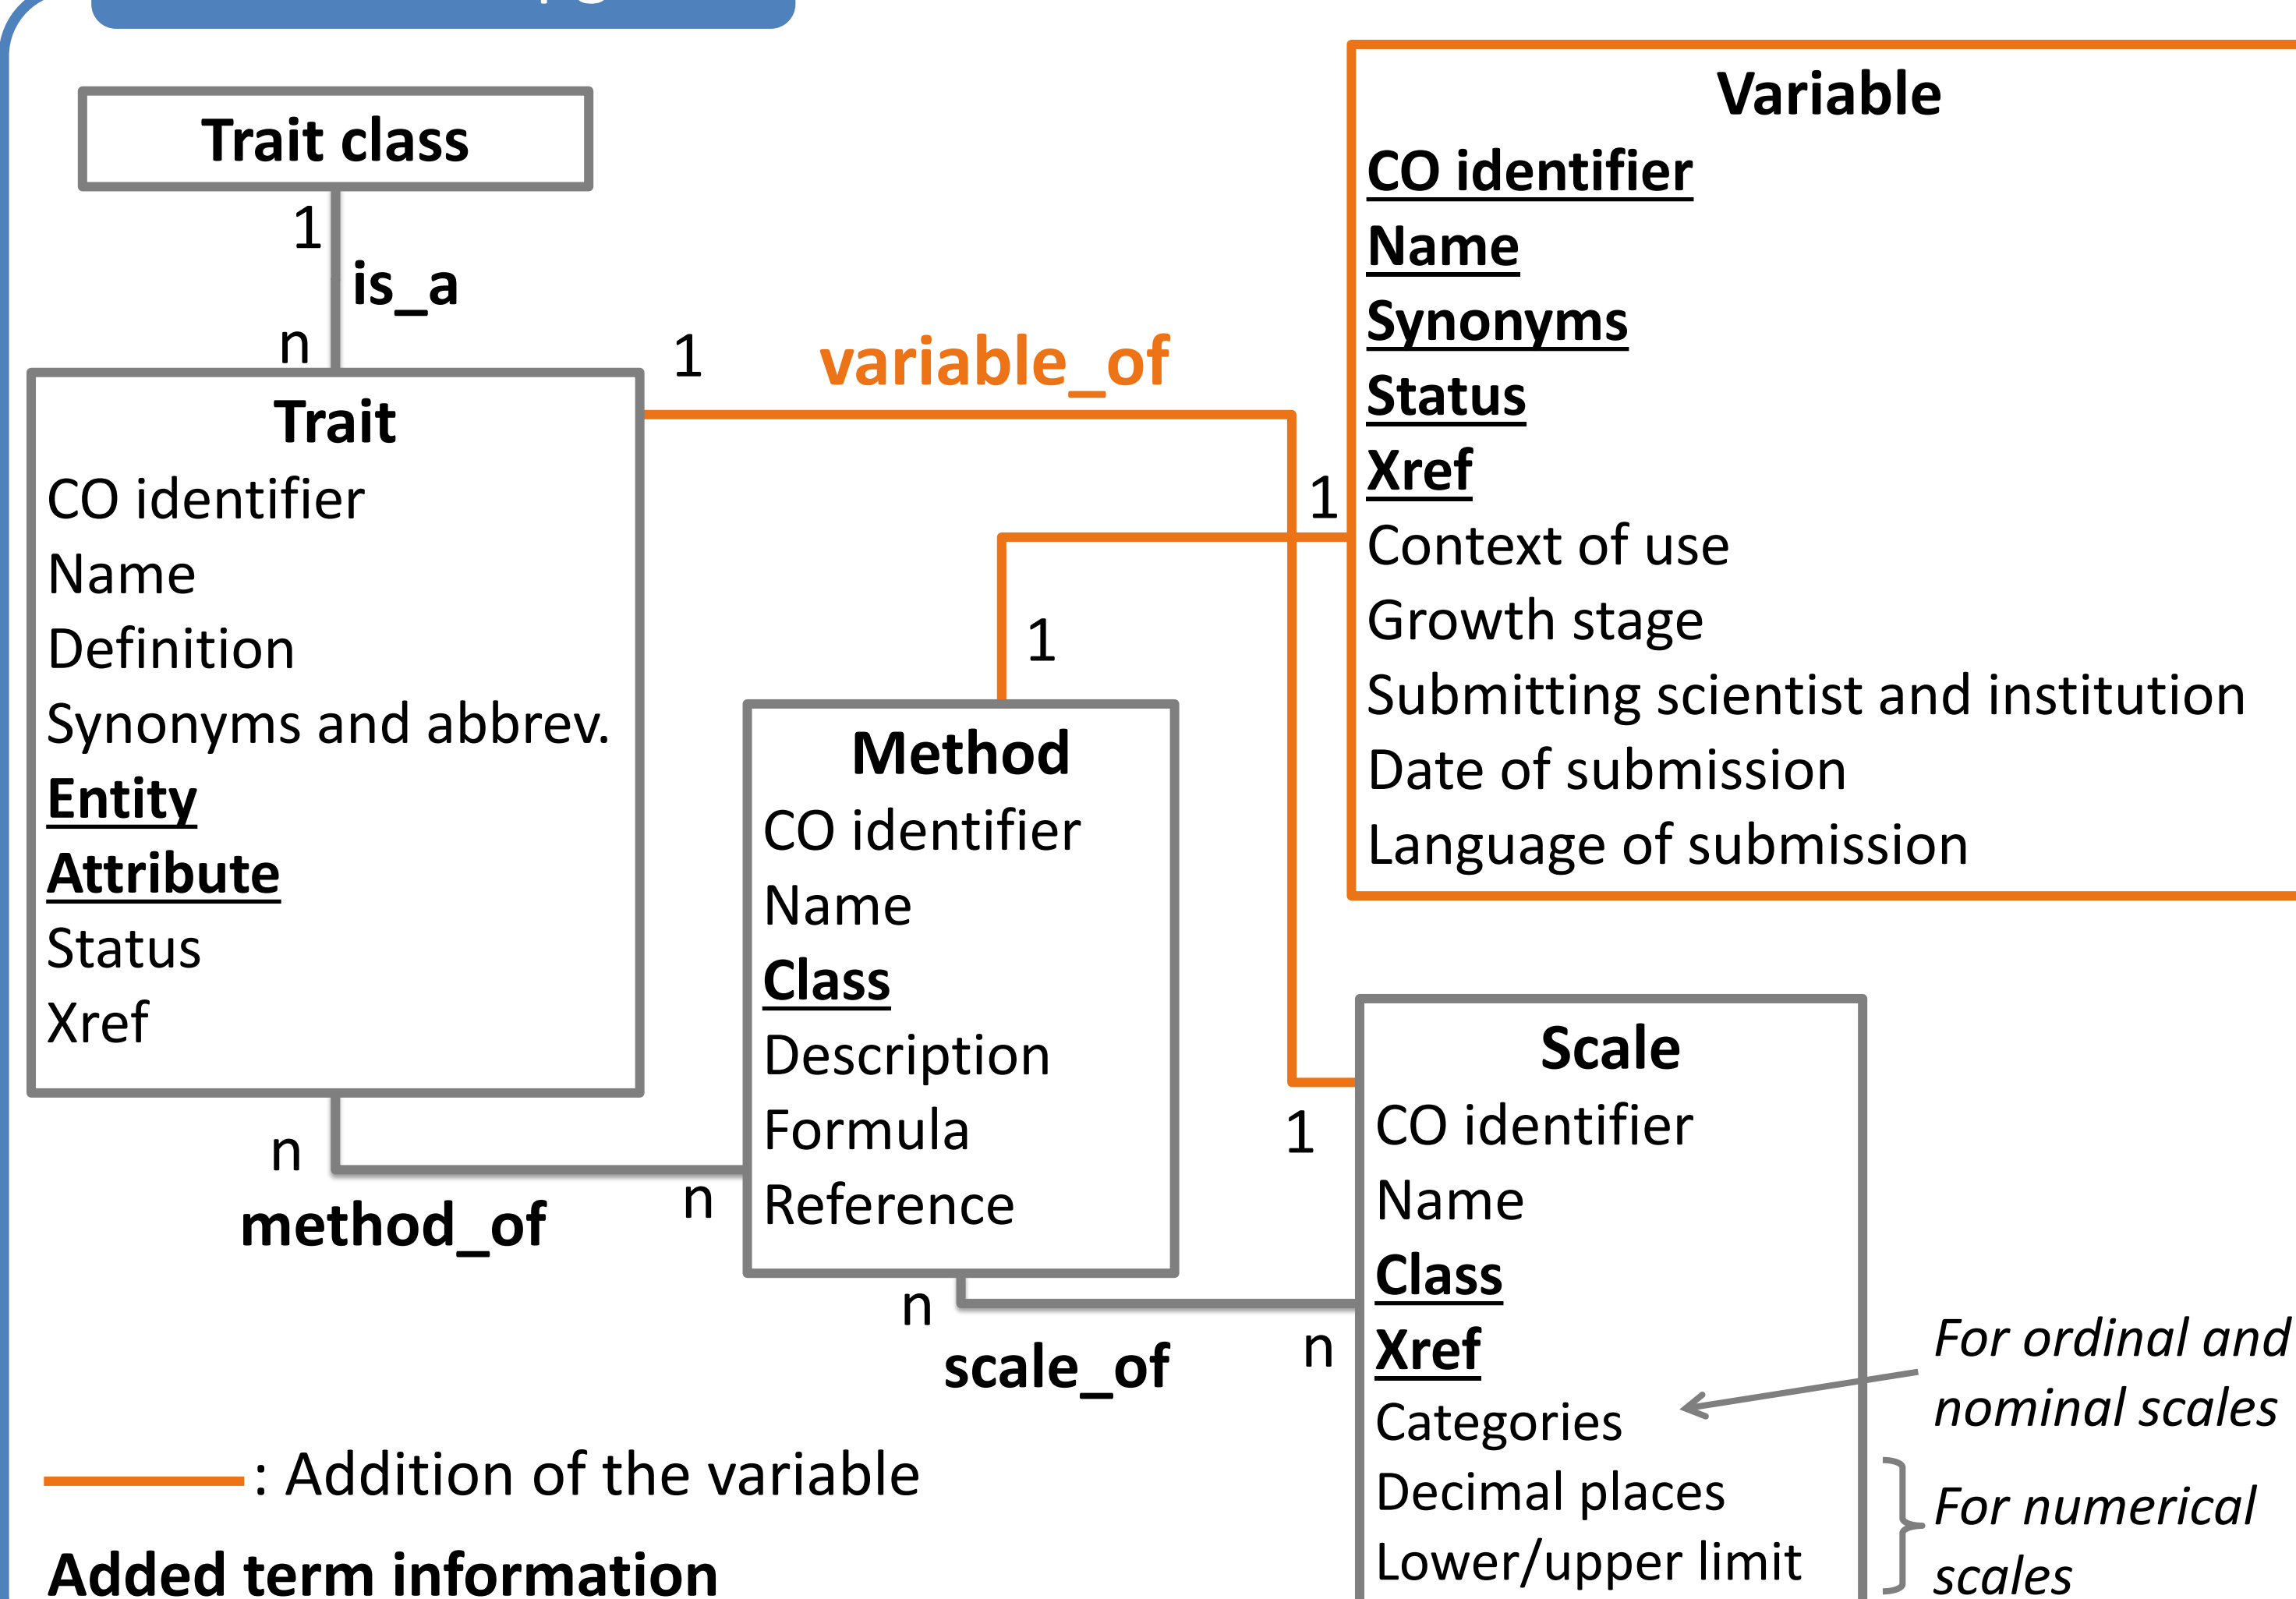 Trait class
1
is_a
n
1
variable_of
Trait
CO identifier
Name
Definition
Synonyms and abbrev.
Entity
Attribute
Status
Xref
n
method_of
n
1
1
Method
CO identifier
Name
Class
Description
Formula
Reference
n
scale_of
n
Variable
CO identifier
Name
Synonyms
Status
Xref
Context of use
Growth stage
Submitting scientist and institution
Date of submission
Language of submission
1
Scale
CO identifier
Name
Class
Xref
Categories
Decimal places
Lower/upper limit
For ordinal and
nominal scales
For numerical
scales
: Addition of the variable
Added term information